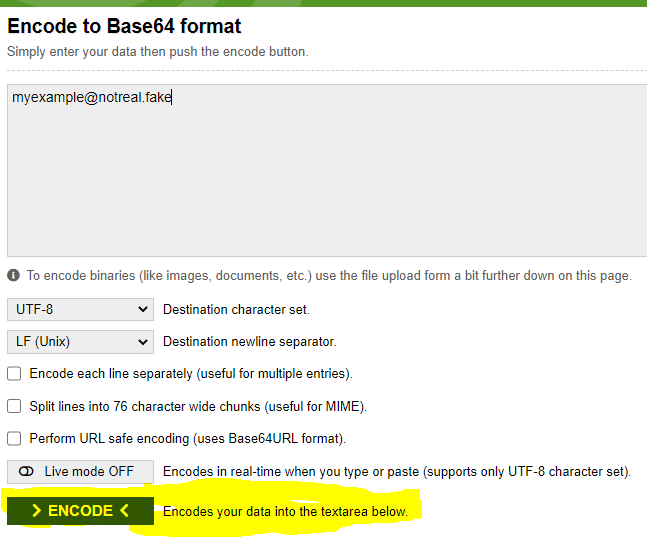 Encode to Base64 format
Simply enter your data then push the encode button.
myexample@notreal.fake
To encode binaries (like images, documents, etc.) use the file upload form a bit further down on this page.
UTF-8 Destination character set.
LF (Unix) Destination newline separator.
Encode each line separately (useful for multiple entries).
Split lines into 76 character wide chunks (useful for MIME).
Perform URL safe encoding (uses Base64URL format).
Live mode OFF Encodes in real-time when you type or paste (supports only UTF-8 character set).
> ENCODE < Encodes your data into the textarea below.